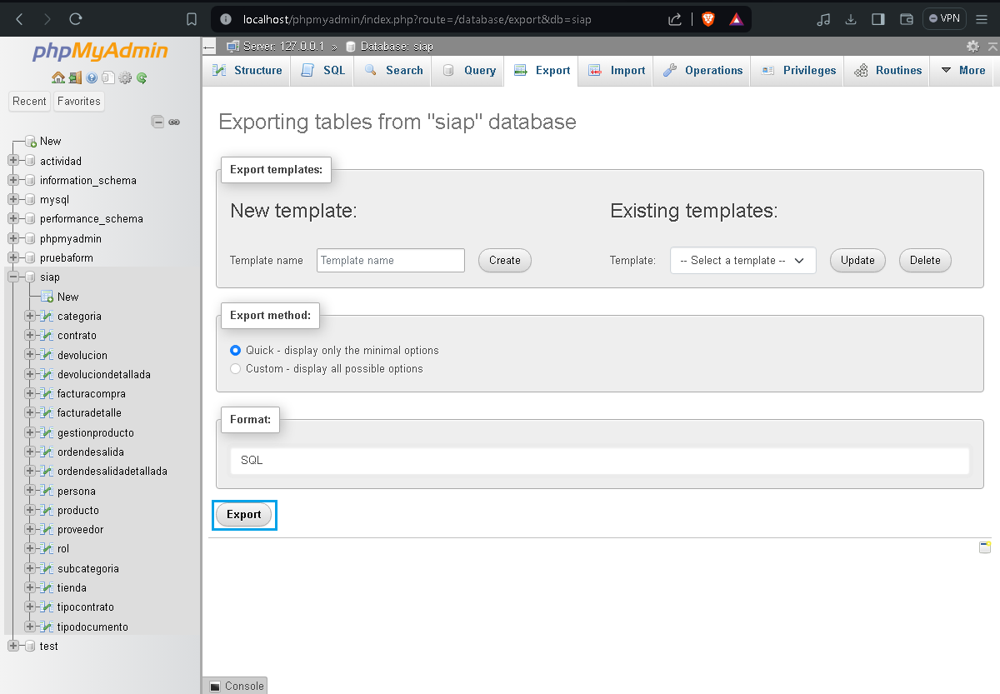 localhost/phpmyadmin/index.php?route=/database/export&db=siap
VPN
phpMyAdmin
Recent
Favorites
New
actividad
information_schema
mysql
performance_schema
phpmyadmin
pruebaform
siap
New
categoria
contrato
devolucion
devoluciondetallada
facturacompra
facturadetalle
gestionproducto
ordendesalida
ordendesalidadetallada
persona
producto
proveedor
rol
subcategoria
tienda
tipocontrato
tipodocumento
test
Server: 127.0.0.1 » Database: siap
Structure SQL Search Query Export Import Operations Privileges Routines More
Exporting tables from "siap" database
Export templates:
New template:
Template name Template name Create
Existing templates:
Template: -- Select a template -- Update Delete
Export method:
Quick - display only the minimal options
Custom - display all possible options
Format:
SQL
Export
Console